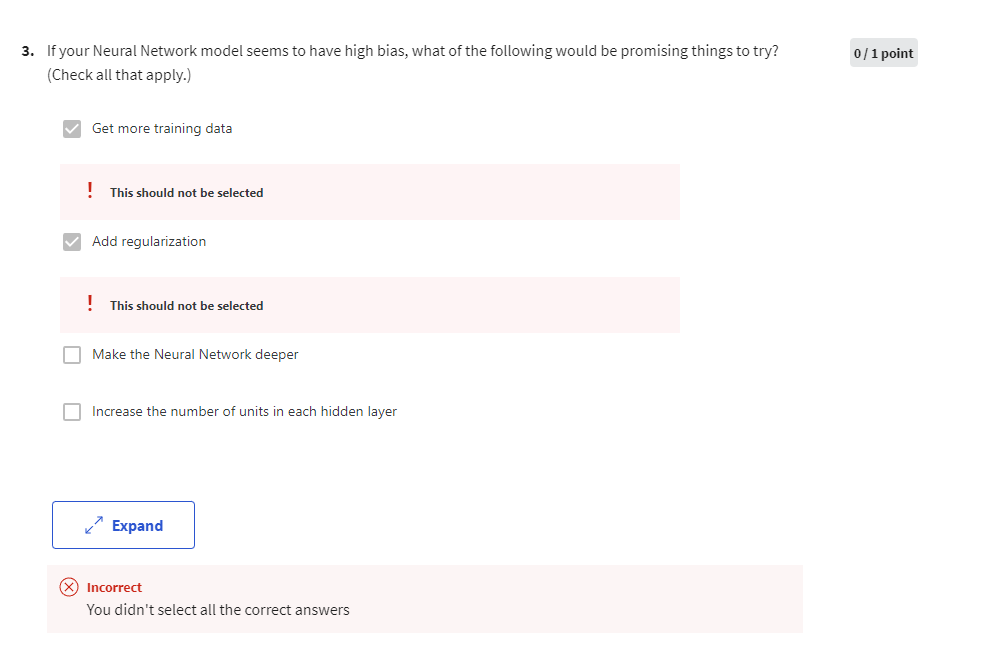 3. If your Neural Network model seems to have high bias, what of the following would be promising things to try?
0 / 1 point
(Check all that apply.)
Get more training data
! This should not be selected
Add regularization
! This should not be selected
Make the Neural Network deeper
Increase the number of units in each hidden layer
Expand
Incorrect
You didn't select all the correct answers